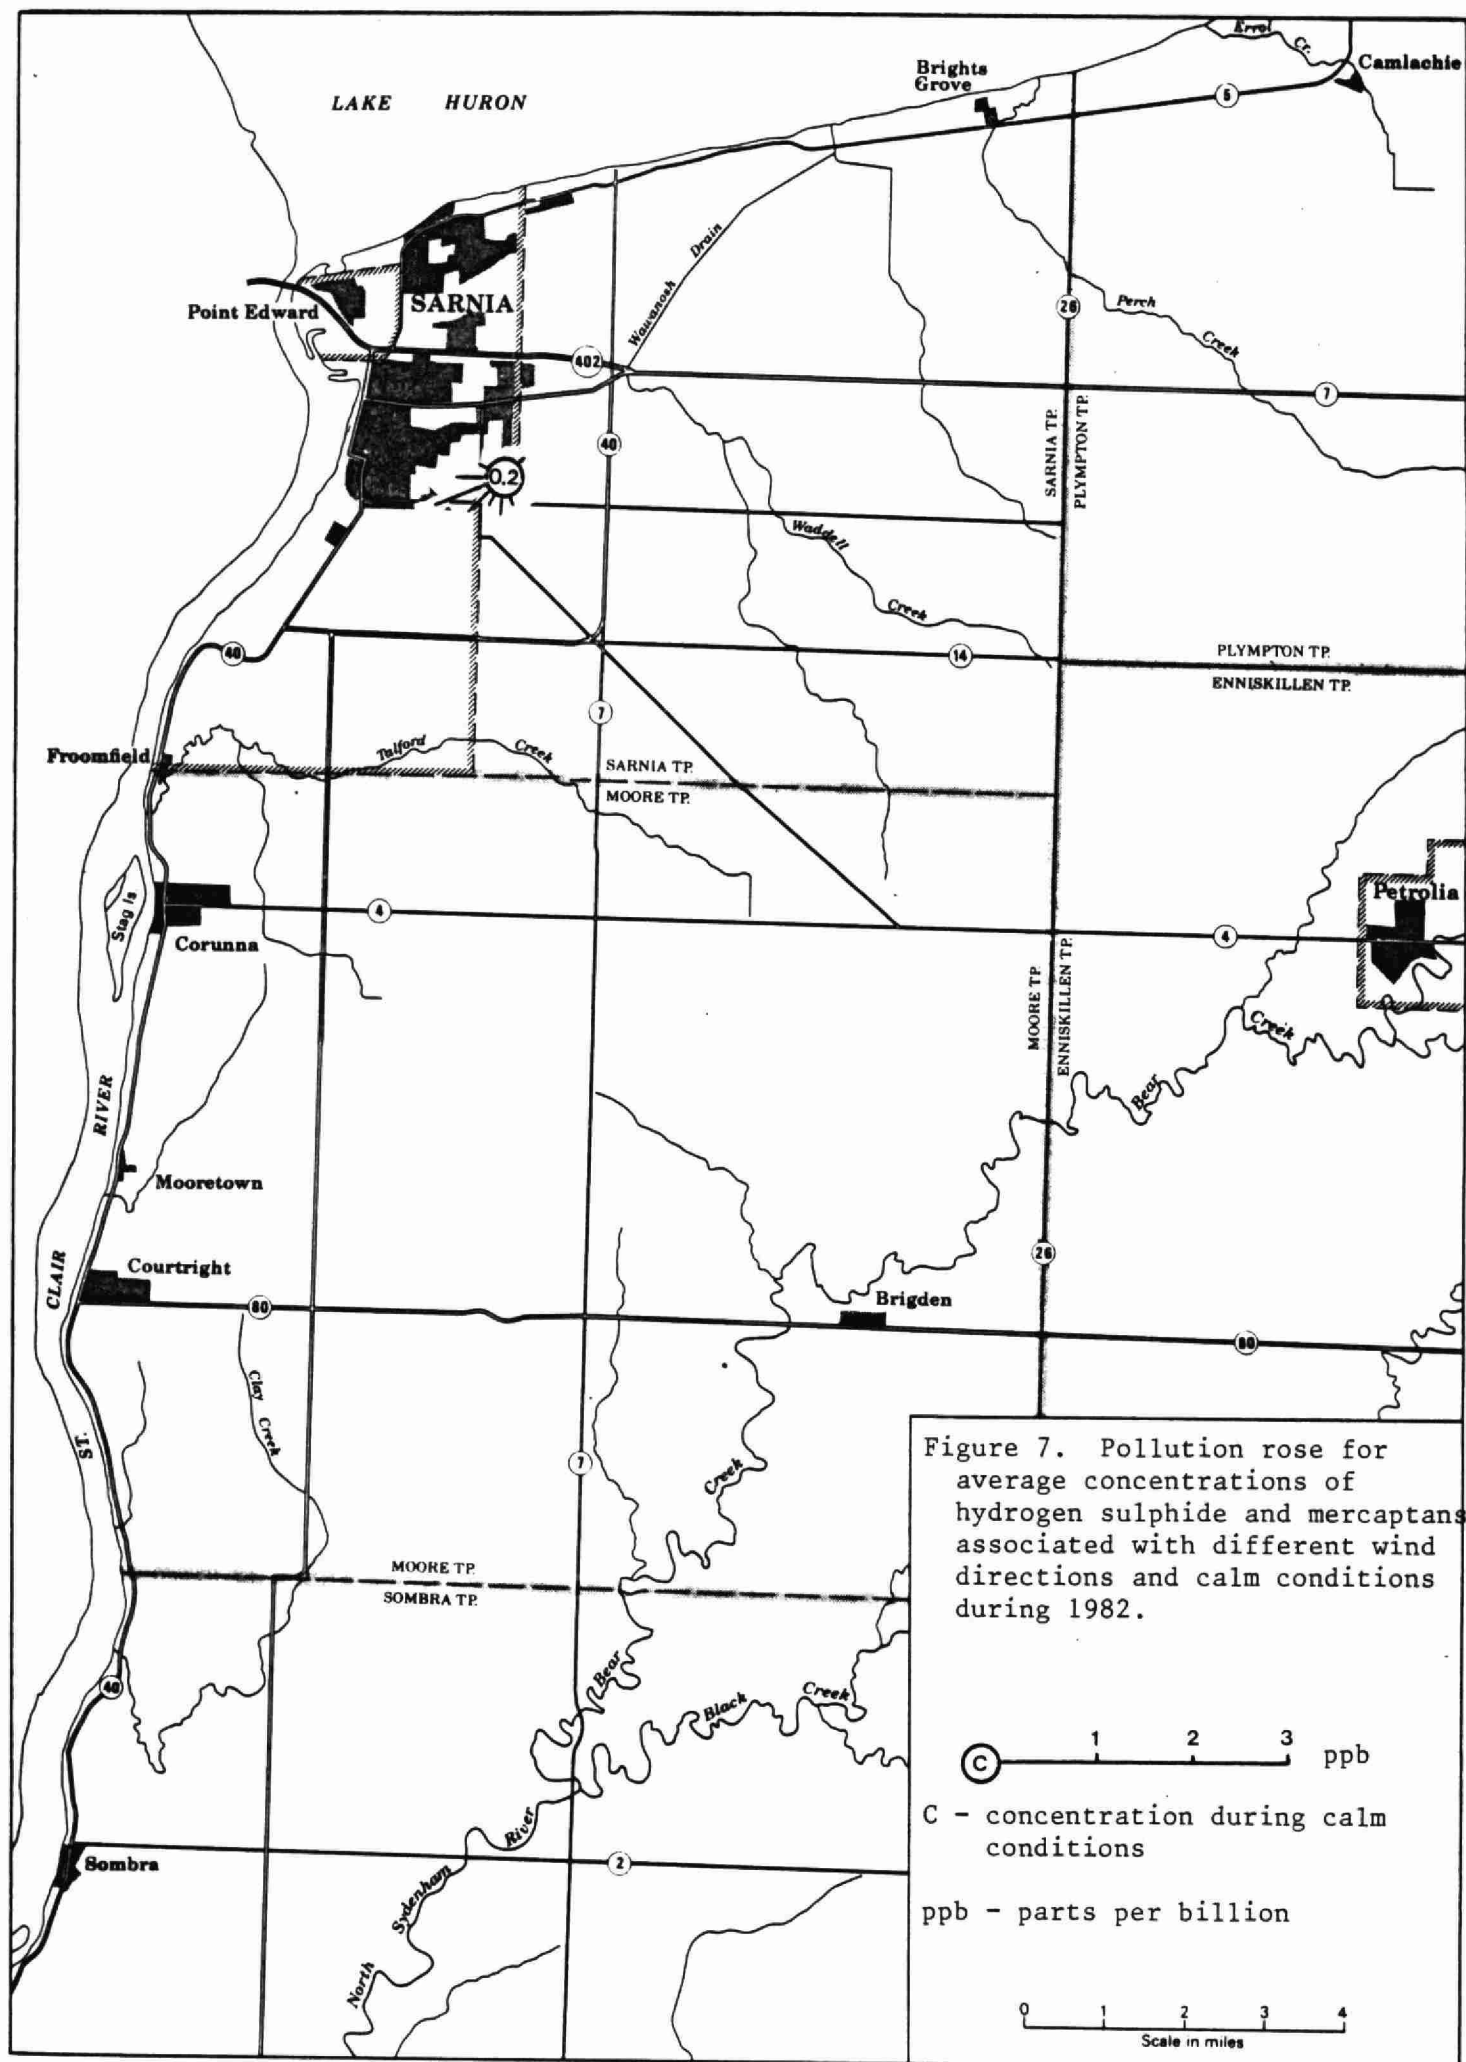 Errol
Cr.
Camlachie
Brights
Grove
6
LAKE HURON
Wawanosh Drain
Point Edward
SARNIA
26
Perch
Creek
402
7
40
SARNIA TP.
PLYMPTON TP.
0.2
Waddell
Creek
40
14
PLYMPTON TP.
ENNISKILLEN TP.
7
Froomfield
Talford Creek
SARNIA TP.
MOORE TP.
Petrolia
Stag Is
4
Corunna
4
MOORE TP.
ENNISKILLEN TP.
Creek
Bear
RIVER
Mooretown
CLAIR
Courtright
26
80
Brigden
80
Clay Creek
ST.
7
Creek
Figure 7. Pollution rose for
average concentrations of
hydrogen sulphide and mercaptans
associated with different wind
directions and calm conditions
during 1982.
MOORE TP.
SOMBRA TP.
40
Bear
Black
Creek
1 2 3 ppb
C
C - concentration during calm
conditions
River
Sombra
2
Sydenham
North
ppb - parts per billion
0 1 2 3 4
Scale in miles